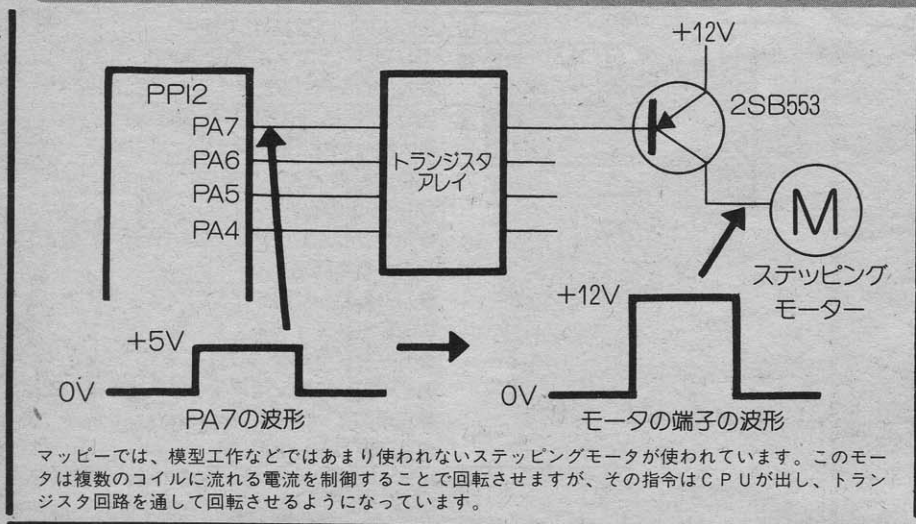 +12V
PPI2
PA7
PA6
PA5
PA4
トランジスタ
アレイ
2SB553
M
ステッピング
モーター
+12V
0V
モータの端子の波形
+5V
0V
PA7の波形
マッピーでは、模型工作などではあまり使われないステッピングモータが使われています。このモー
タは複数のコイルに流れる電流を制御することで回転させますが、その指令はCPUが出し、トラン
ジスタ回路を通して回転させるようになっています。